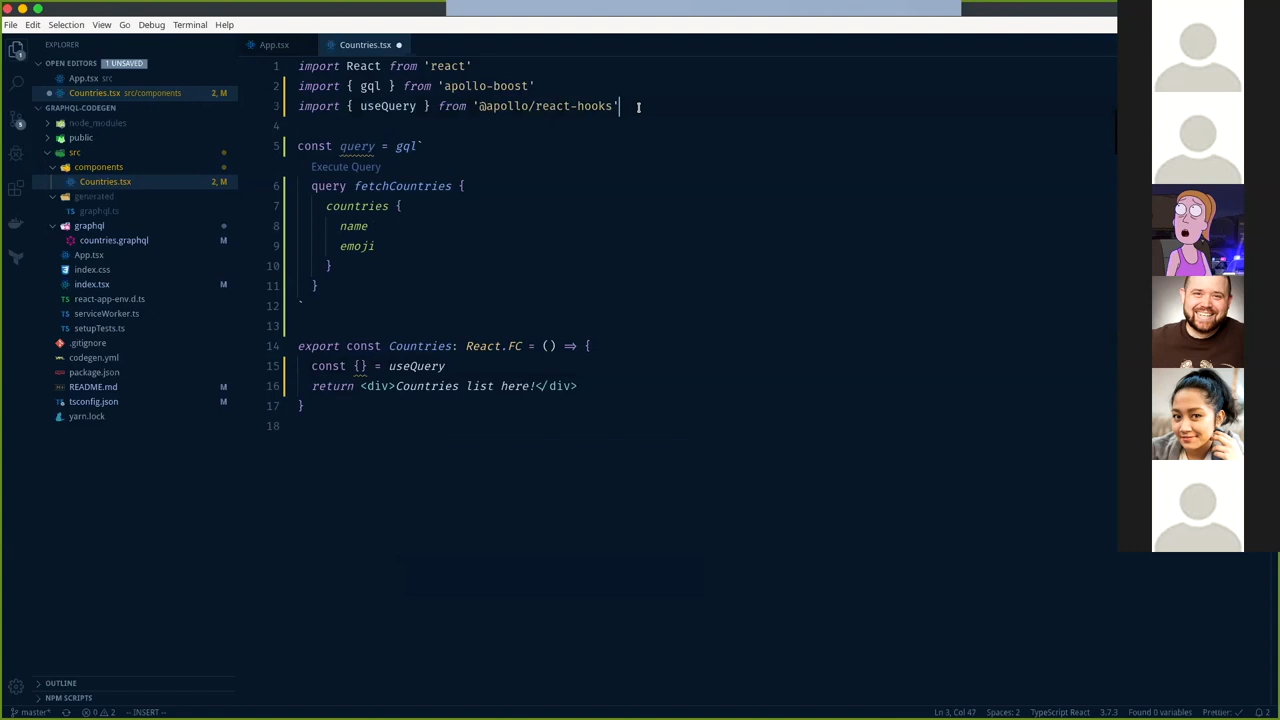 File Edit Selection View Go Debug Terminal Help
EXPLORER
OPEN EDITORS 1 UNSAVED
App.tsx src
Countries.tsx src/components 2, M
GRAPHQL-CODEGEN
node_modules
public
src
components
Countries.tsx 2, M
generated
graphql.ts
graphql
countries.graphql M
App.tsx
index.css
index.tsx M
react-app-env.d.ts
serviceWorker.ts
setupTests.ts
.gitignore
codegen.yml
package.json
README.md M
tsconfig.json M
yarn.lock
OUTLINE
NPM SCRIPTS
App.tsx Countries.tsx
1 import React from 'react'
2 import { gql } from 'apollo-boost'
3 import { useQuery } from '@apollo/react-hooks'
4
5 const query = gql`
Execute Query
6 query fetchCountries {
7 countries {
8 name
9 emoji
10 }
11 }
12 `
13
14 export const Countries: React.FC = () => {
15 const {} = useQuery
16 return <div>Countries list here!</div>
17 }
18
master* 0 2 -- INSERT -- Ln 3, Col 47 Spaces: 2 TypeScript React 3.7.3 Found 0 variables Prettier: ✓ 2